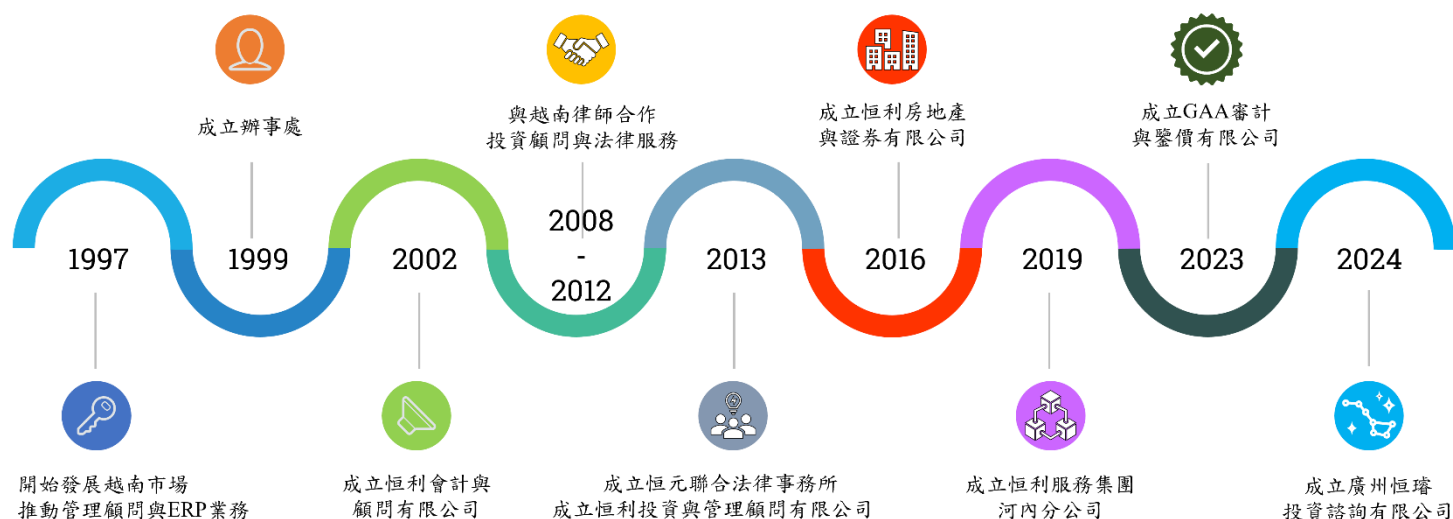 成立辦事處
與越南律師合作
投資顧問與法律服務
成立恒利房地產
與證券有限公司
成立GAA審計
與鑒價有限公司
1997
1999
2002
2008
-
2012
2013
2016
2019
2023
2024
開始發展越南市場
推動管理顧問與ERP業務
成立恒利會計與
顧問有限公司
成立恒元聯合法律事務所
成立恒利投資與管理顧問有限公司
成立恒利服務集團
河內分公司
成立廣州恒璿
投資諮詢有限公司